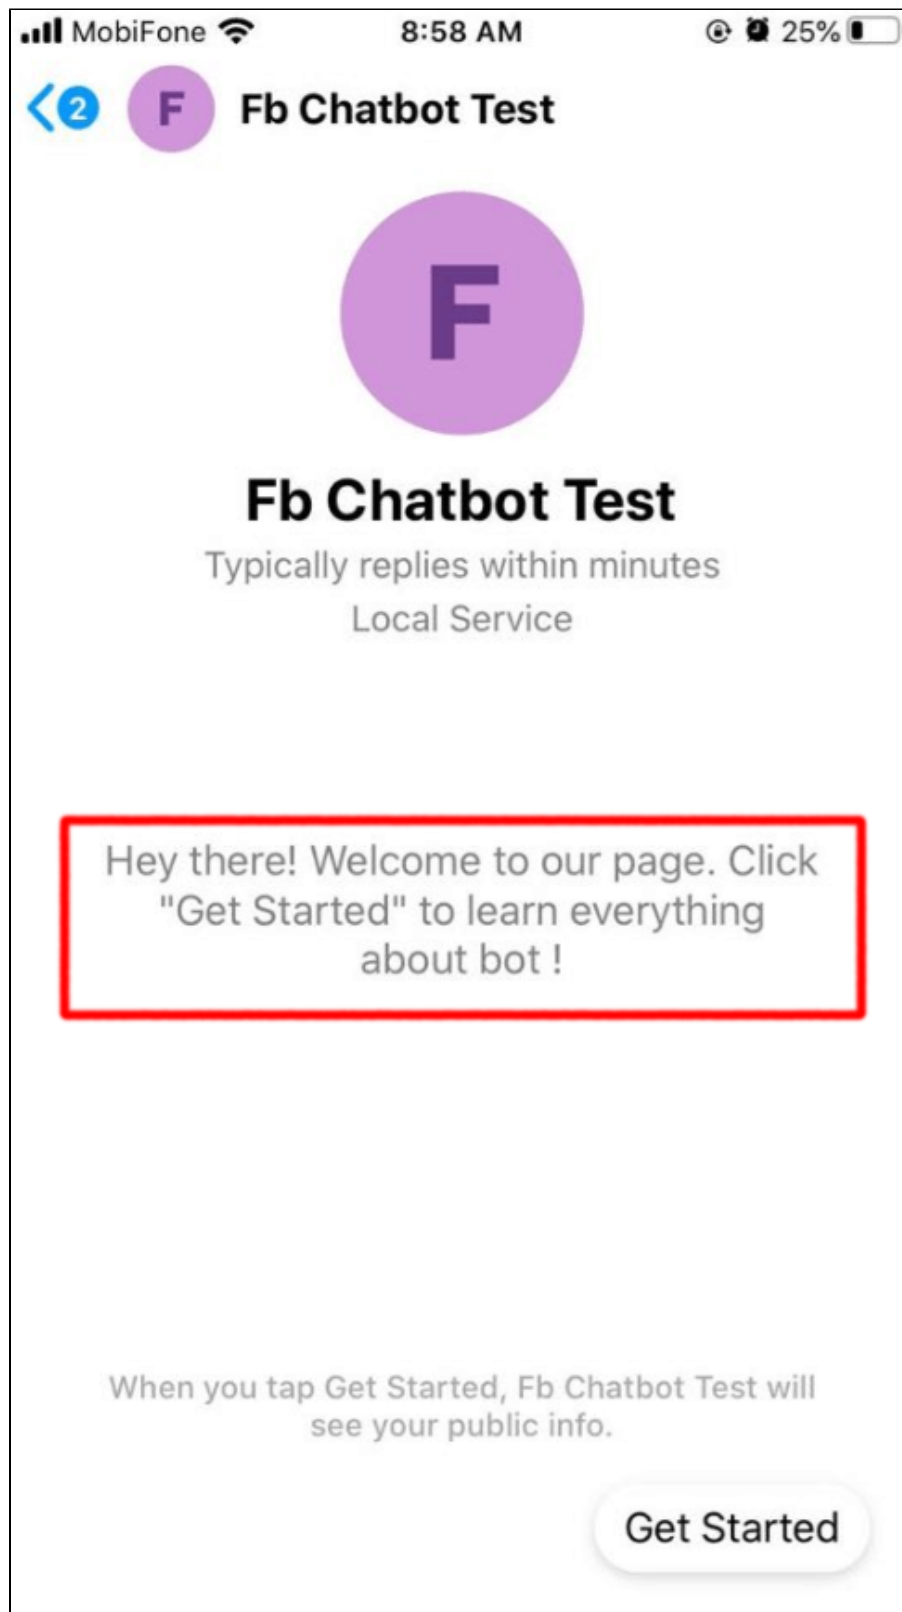 MobiFone 8:58 AM 25%
2 F Fb Chatbot Test
F
Fb Chatbot Test
Typically replies within minutes
Local Service
Hey there! Welcome to our page. Click
"Get Started" to learn everything
about bot !
When you tap Get Started, Fb Chatbot Test will
see your public info.
Get Started